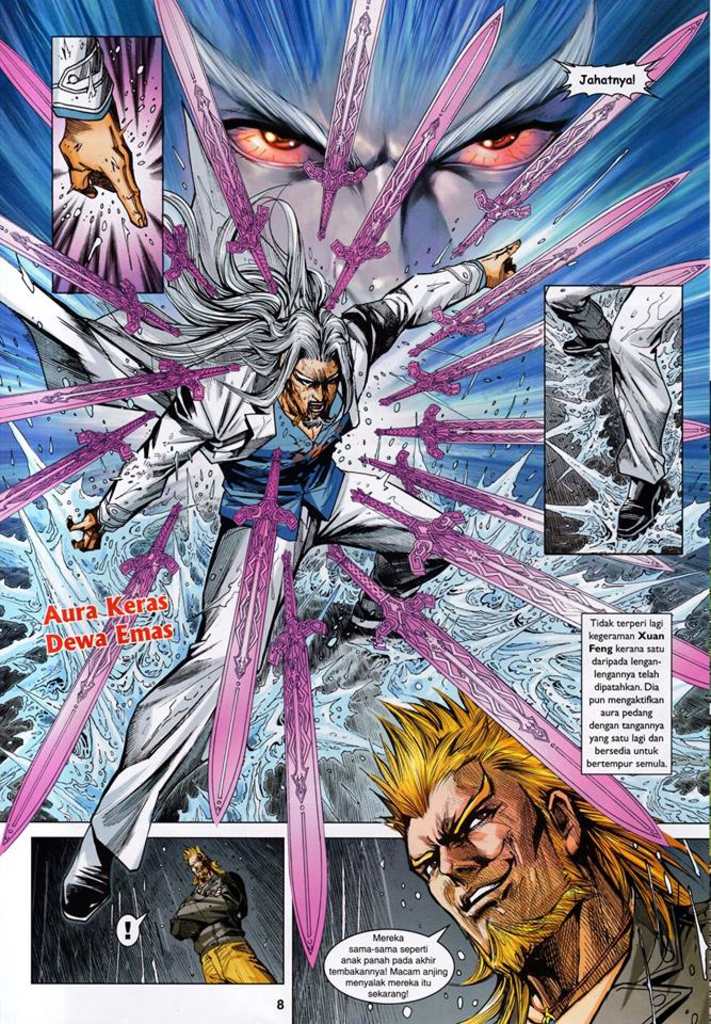 Jahatnya!
Aura Keras
Dewa Emas
Tidak terperi lagi
kegeraman Xuan
Feng kerana satu
daripada lengan-
lengannya telah
dipatahkan. Dia
pun mengaktifkan
aura pedang
dengan tangannya
yang satu lagi dan
bersedia untuk
bertempur semula.
!
Mereka
sama-sama seperti
anak panah pada akhir
tembakannya! Macam anjing
menyalak mereka itu
sekarang!
8